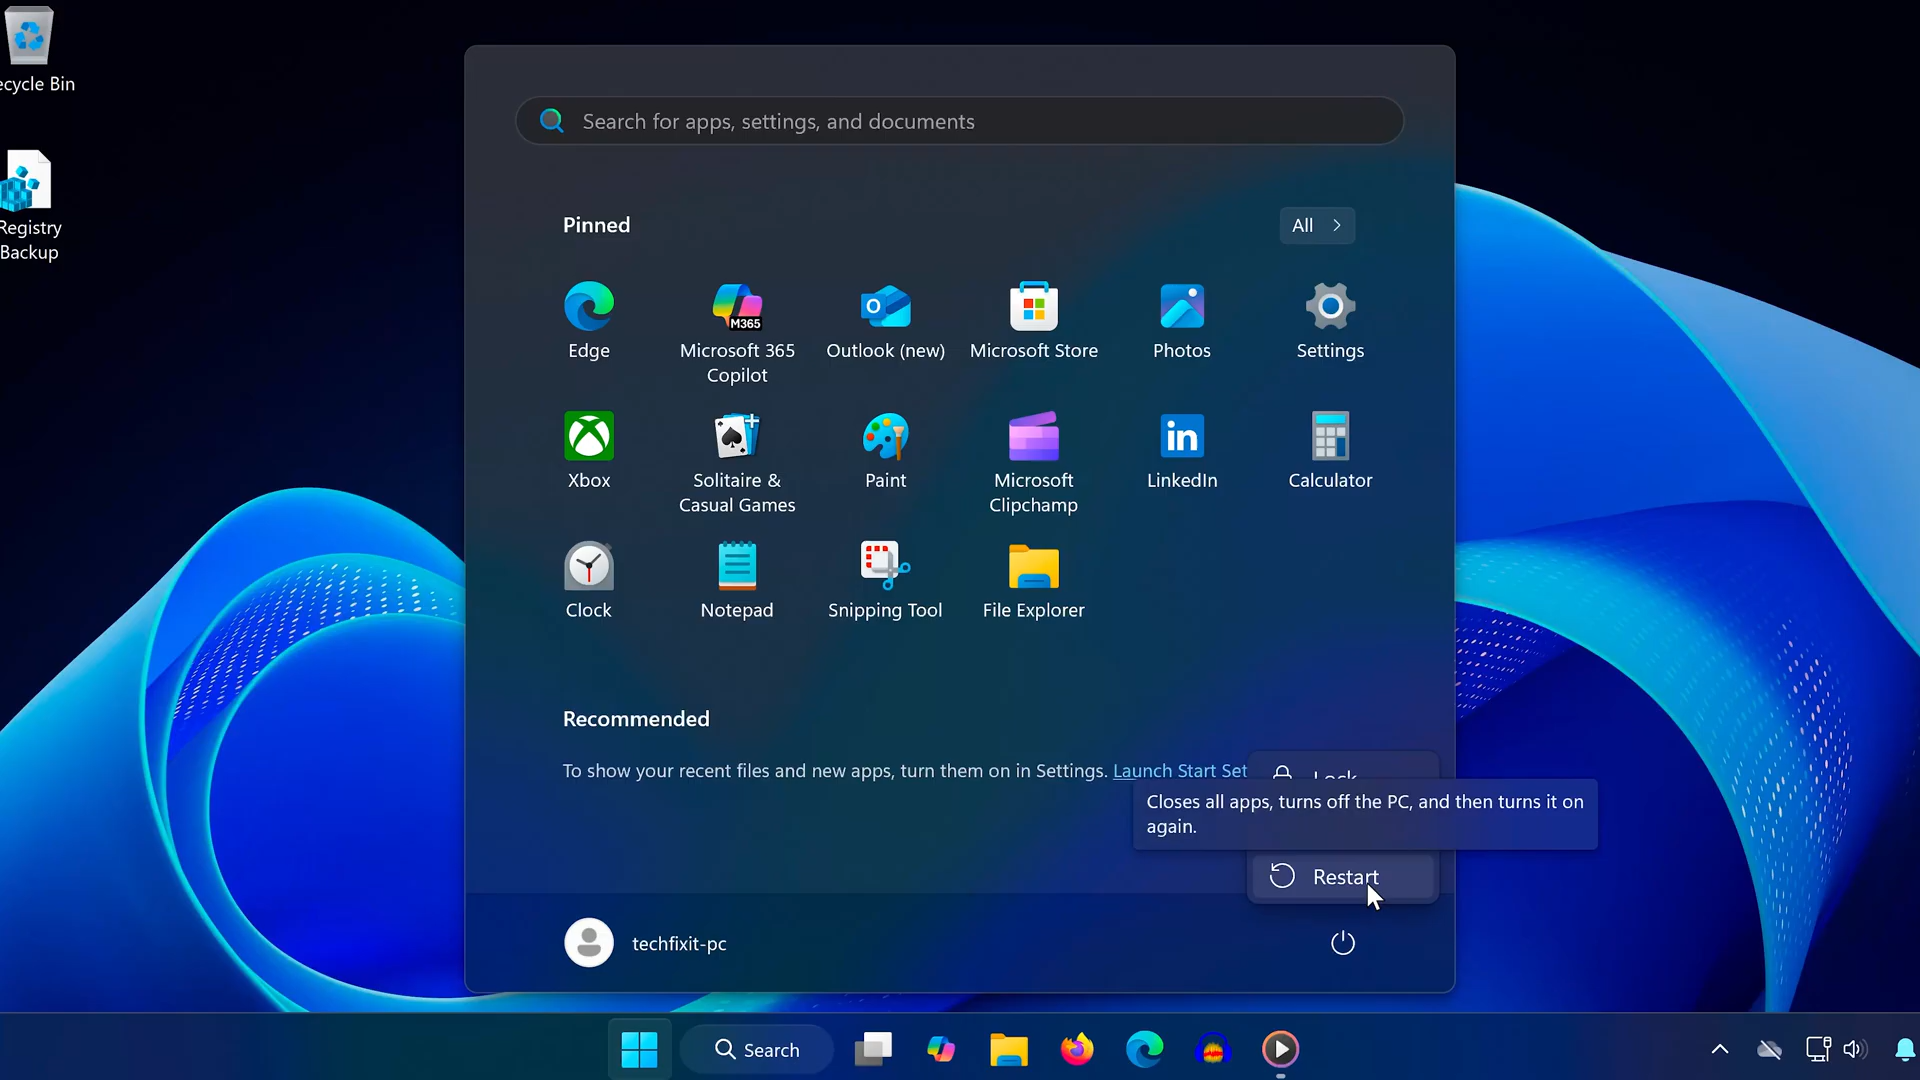 ecycle Bin
Registry
Backup
Search for apps, settings, and documents
Pinned
All
Edge
Microsoft 365
Copilot
M365
Outlook (new)
Microsoft Store
Photos
Settings
Xbox
Solitaire &
Casual Games
Paint
Microsoft
Clipchamp
in
LinkedIn
Calculator
Clock
Notepad
Snipping Tool
File Explorer
Recommended
To show your recent files and new apps, turn them on in Settings. Launch Start Set
Lock
Closes all apps, turns off the PC, and then turns it on
again.
Restart
techfixit-pc
Search